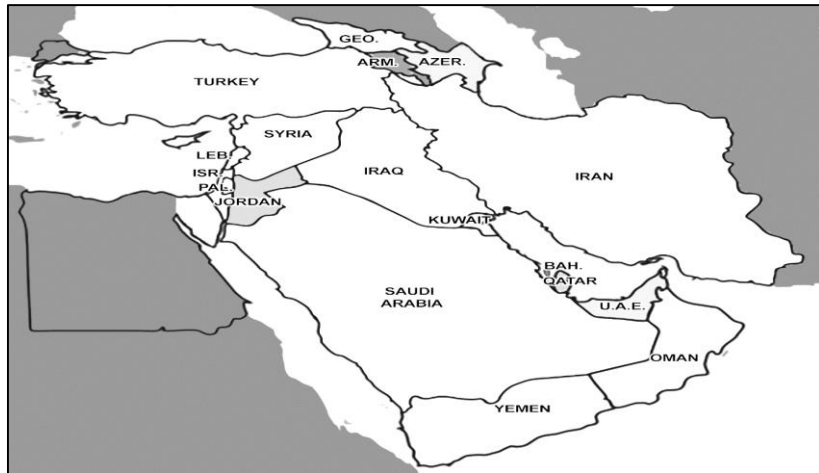 GEO.
ARM.
AZER.
TURKEY
SYRIA
LEB.
ISR.
PAL.
JORDAN
IRAQ
IRAN
KUWAIT
BAH.
QATAR
SAUDI
ARABIA
U.A.E.
OMAN
YEMEN